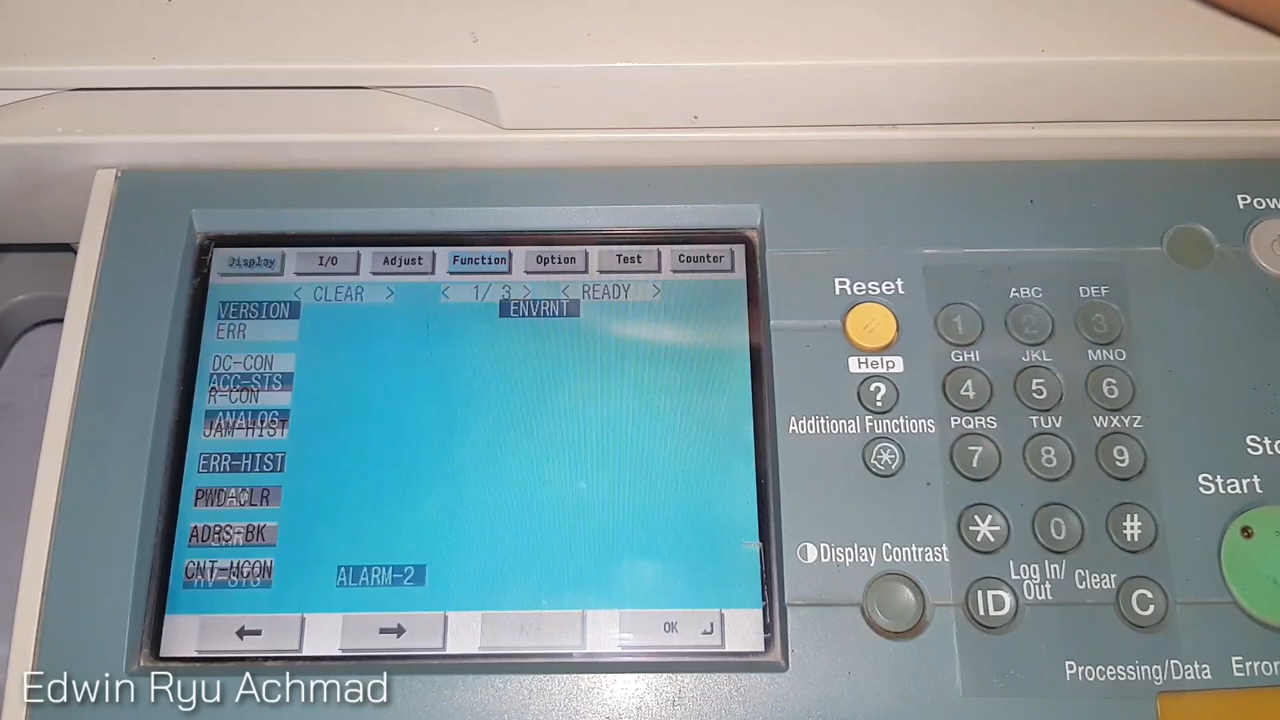 Display I/O Adjust Function Option Test Counter
< CLEAR > < 1/ 3 > < READY >
VERSION ENVRNT
ERR
DC-CON
ACC-STS
R-CON
ANALOG
JAM-HIST
ERR-HIST
PWD-CLR
ADRS-BK
CNT-MCON ALARM-2
OK
Reset
Help
?
Additional Functions
Display Contrast
ABC DEF
1 2 3
GHI JKL MNO
4 5 6
PQRS TUV WXYZ
7 8 9
* 0 #
Log In/
Out Clear
ID C
Start
Processing/Data
Edwin Ryu Achmad